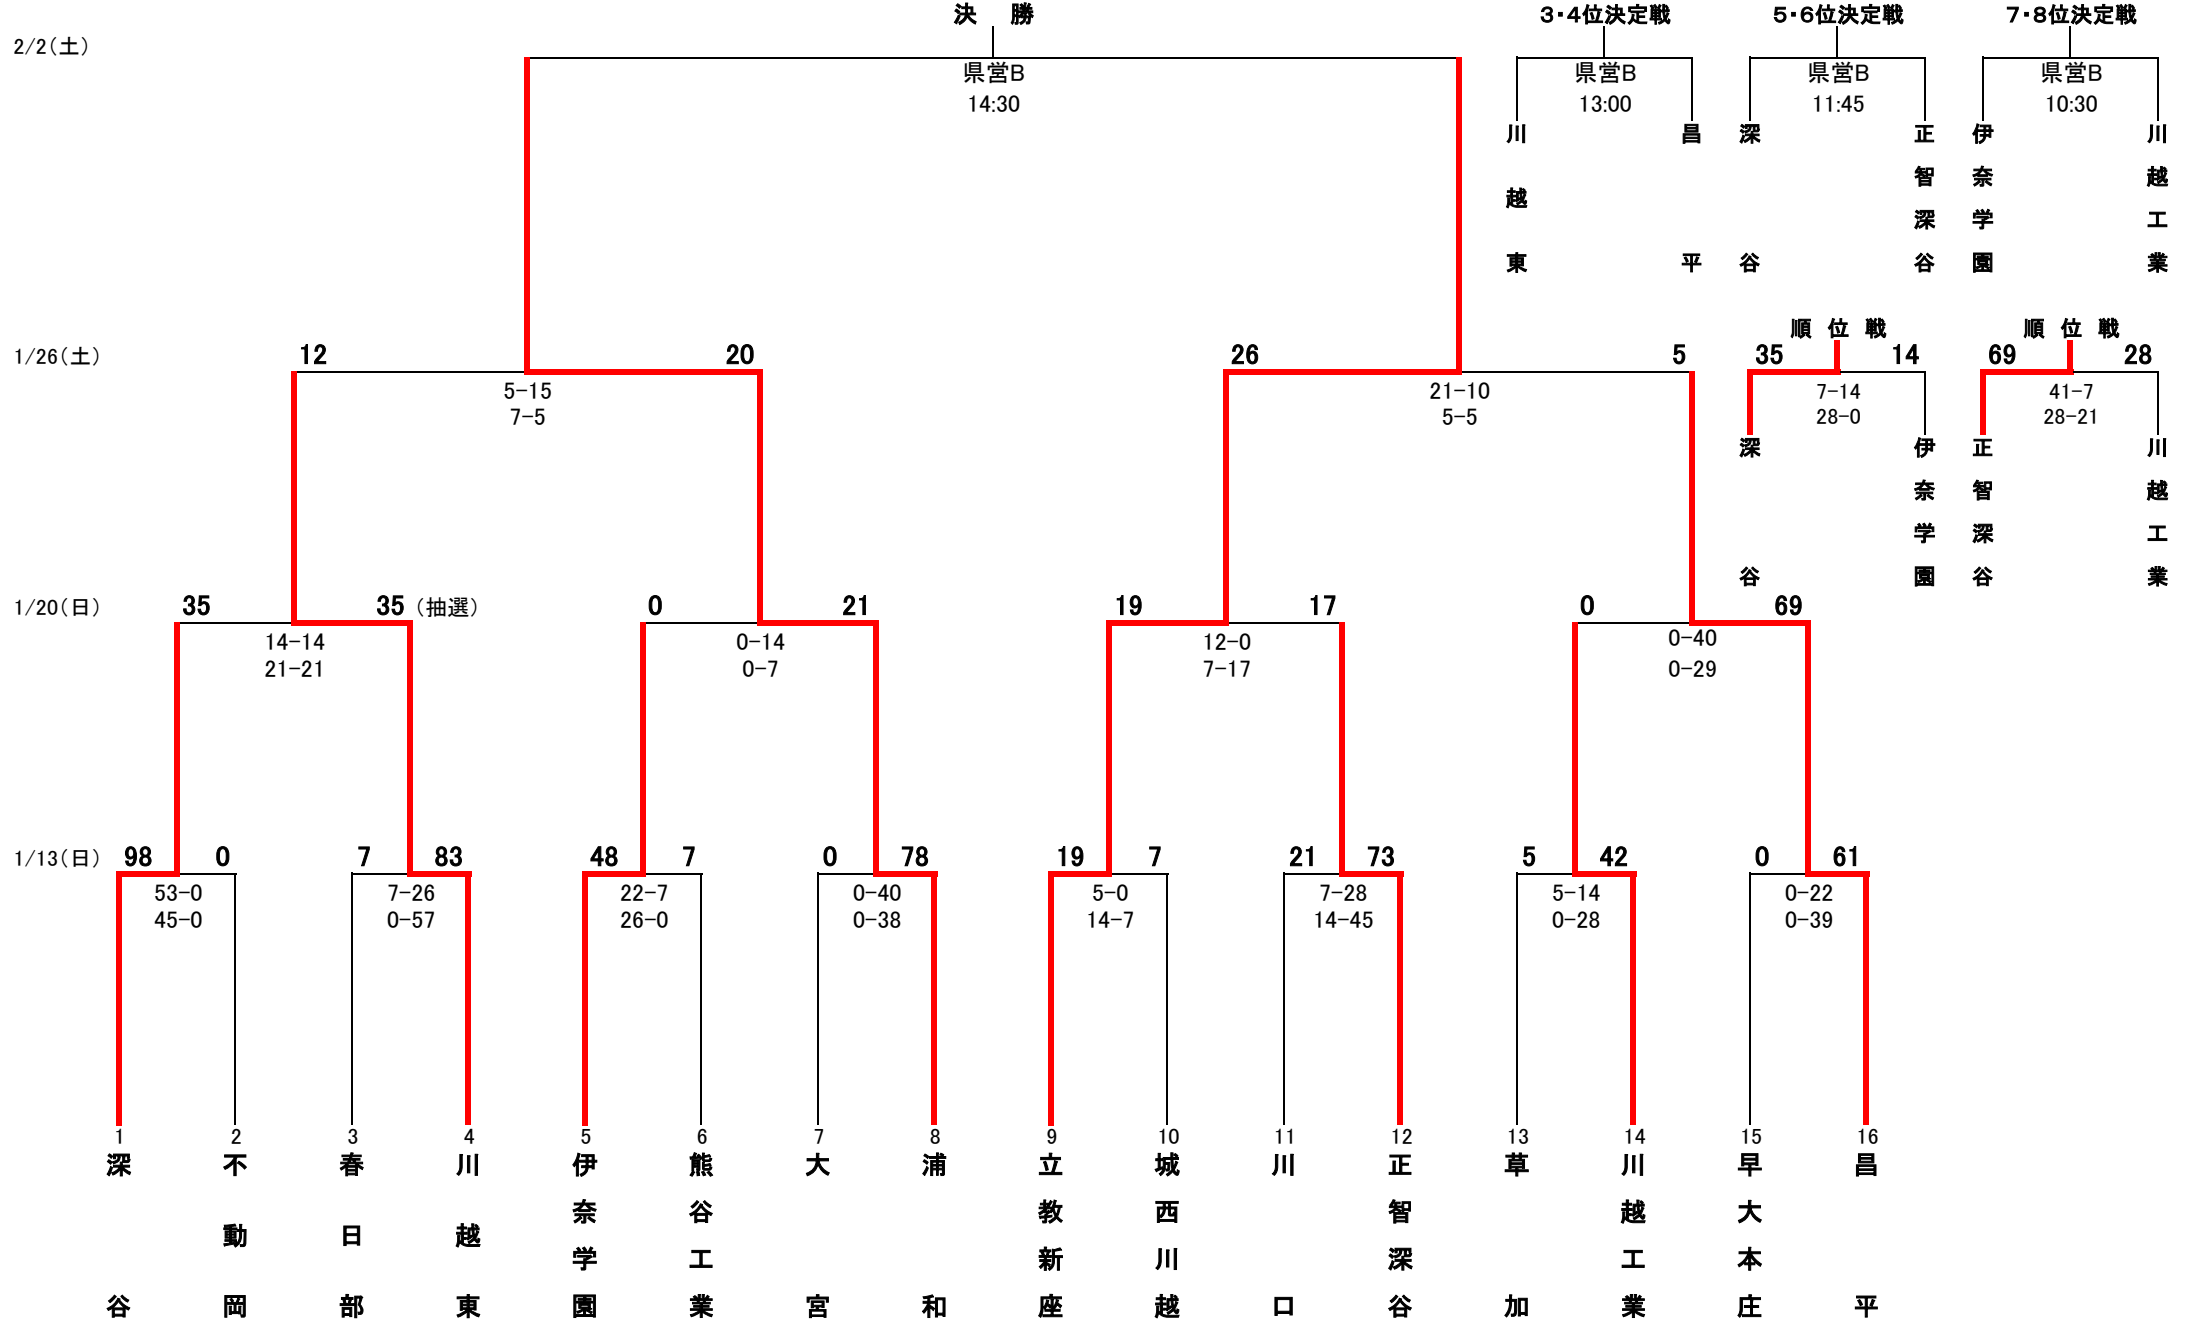 決　勝
3・4位決定戦
5・6位決定戦
7・8位決定戦
2/2(土)
県営B
14:30
県営B
13:00
県営B
11:45
県営B
10:30
川越東
昌平
深谷
正智深谷
伊奈学園
川越工業
順 位 戦
順 位 戦
1/26(土)
12
20
26
5
35
14
69
28
5-15
7-5
21-10
5-5
7-14
28-0
41-7
28-21
深谷
伊奈学園
正智深谷
川越工業
1/20(日)
35
35
(抽選)
0
21
19
17
0
69
14-14
21-21
0-14
0-7
12-0
7-17
0-40
0-29
1/13(日)
98
0
7
83
48
7
0
78
19
7
21
73
5
42
0
61
53-0
45-0
7-26
0-57
22-7
26-0
0-40
0-38
5-0
14-7
7-28
14-45
5-14
0-28
0-22
0-39
1
2
3
4
5
6
7
8
9
10
11
12
13
14
15
16
深谷
不動岡
春日部
川越東
伊奈学園
熊谷工業
大宮
浦和
立教新座
城西川越
川口
正智深谷
草加
川越工業
早大本庄
昌平